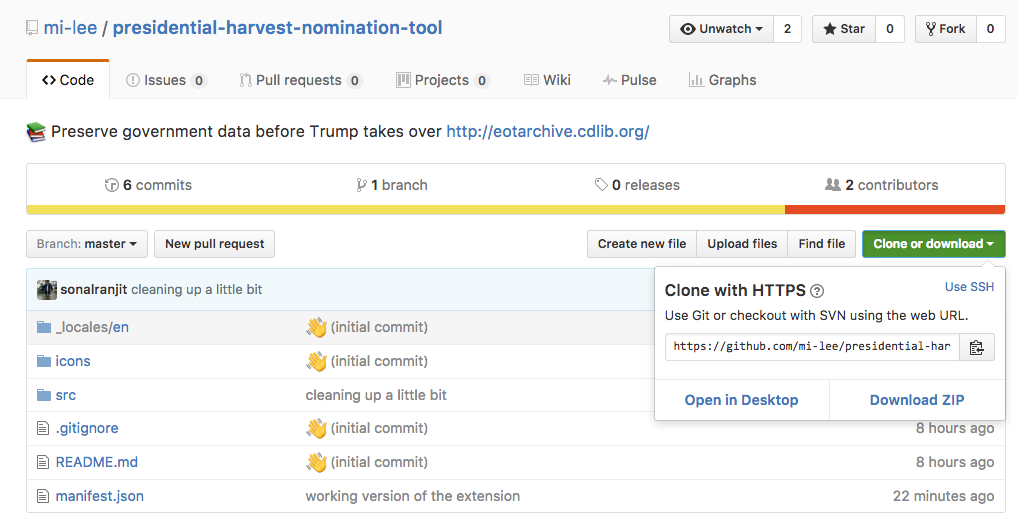 mi-lee / presidential-harvest-nomination-tool
Unwatch 2 Star 0 Fork 0
Code Issues 0 Pull requests 0 Projects 0 Wiki Pulse Graphs
Preserve government data before Trump takes over http://eotarchive.cdlib.org/
6 commits 1 branch 0 releases 2 contributors
Branch: master New pull request Create new file Upload files Find file Clone or download
sonalranjit cleaning up a little bit
Clone with HTTPS ? Use SSH
Use Git or checkout with SVN using the web URL.
https://github.com/mi-lee/presidential-har
Open in Desktop Download ZIP
_locales/en (initial commit)
icons (initial commit)
src cleaning up a little bit
.gitignore (initial commit) 8 hours ago
README.md (initial commit) 8 hours ago
manifest.json working version of the extension 22 minutes ago